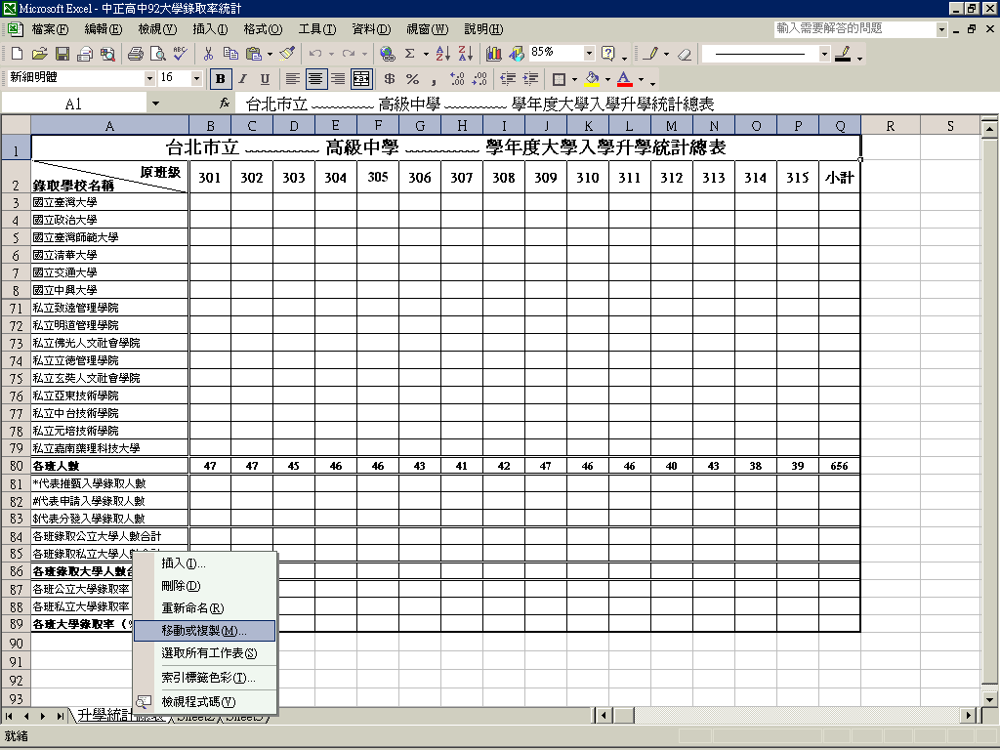 Microsoft Excel - 中正高中92大學錄取率統計
檔案(F) 編輯(E) 檢視(V) 插入(I) 格式(O) 工具(T) 資料(D) 視窗(W) 說明(H) 輸入需要解答的問題
85%
新細明體 16 B I U $ % ,
A1 fx 台北市立 ﹏﹏﹏﹏﹏ 高級中學 ﹏﹏﹏﹏﹏ 學年度大學入學升學統計總表
A B C D E F G H I J K L M N O P Q R S
1 台北市立 ﹏﹏﹏﹏﹏ 高級中學 ﹏﹏﹏﹏﹏ 學年度大學入學升學統計總表
原班級
2 錄取學校名稱 301 302 303 304 305 306 307 308 309 310 311 312 313 314 315 小計
3 國立臺灣大學
4 國立政治大學
5 國立臺灣師範大學
6 國立清華大學
7 國立交通大學
8 國立中興大學
71 私立致遠管理學院
72 私立明道管理學院
73 私立佛光人文社會學院
74 私立立德管理學院
75 私立玄奘人文社會學院
76 私立亞東技術學院
77 私立中台技術學院
78 私立元培技術學院
79 私立嘉南藥理科技大學
80 各班人數 47 47 45 46 46 43 41 42 47 46 46 40 43 38 39 656
81 *代表推甄入學錄取人數
82 #代表申請入學錄取人數
83 $代表分發入學錄取人數
84 各班錄取公立大學人數合計
85 各班錄取私立大學人數合計
86 各班錄取大學人數合
87 各班公立大學錄取率
88 各班私立大學錄取率
89 各班大學錄取率（%
90
91
92
93
插入(I)...
刪除(D)
重新命名(R)
移動或複製(M)...
選取所有工作表(S)
索引標籤色彩(T)...
檢視程式碼(V)
升學統計總表 Sheet2 Sheet3
就緒